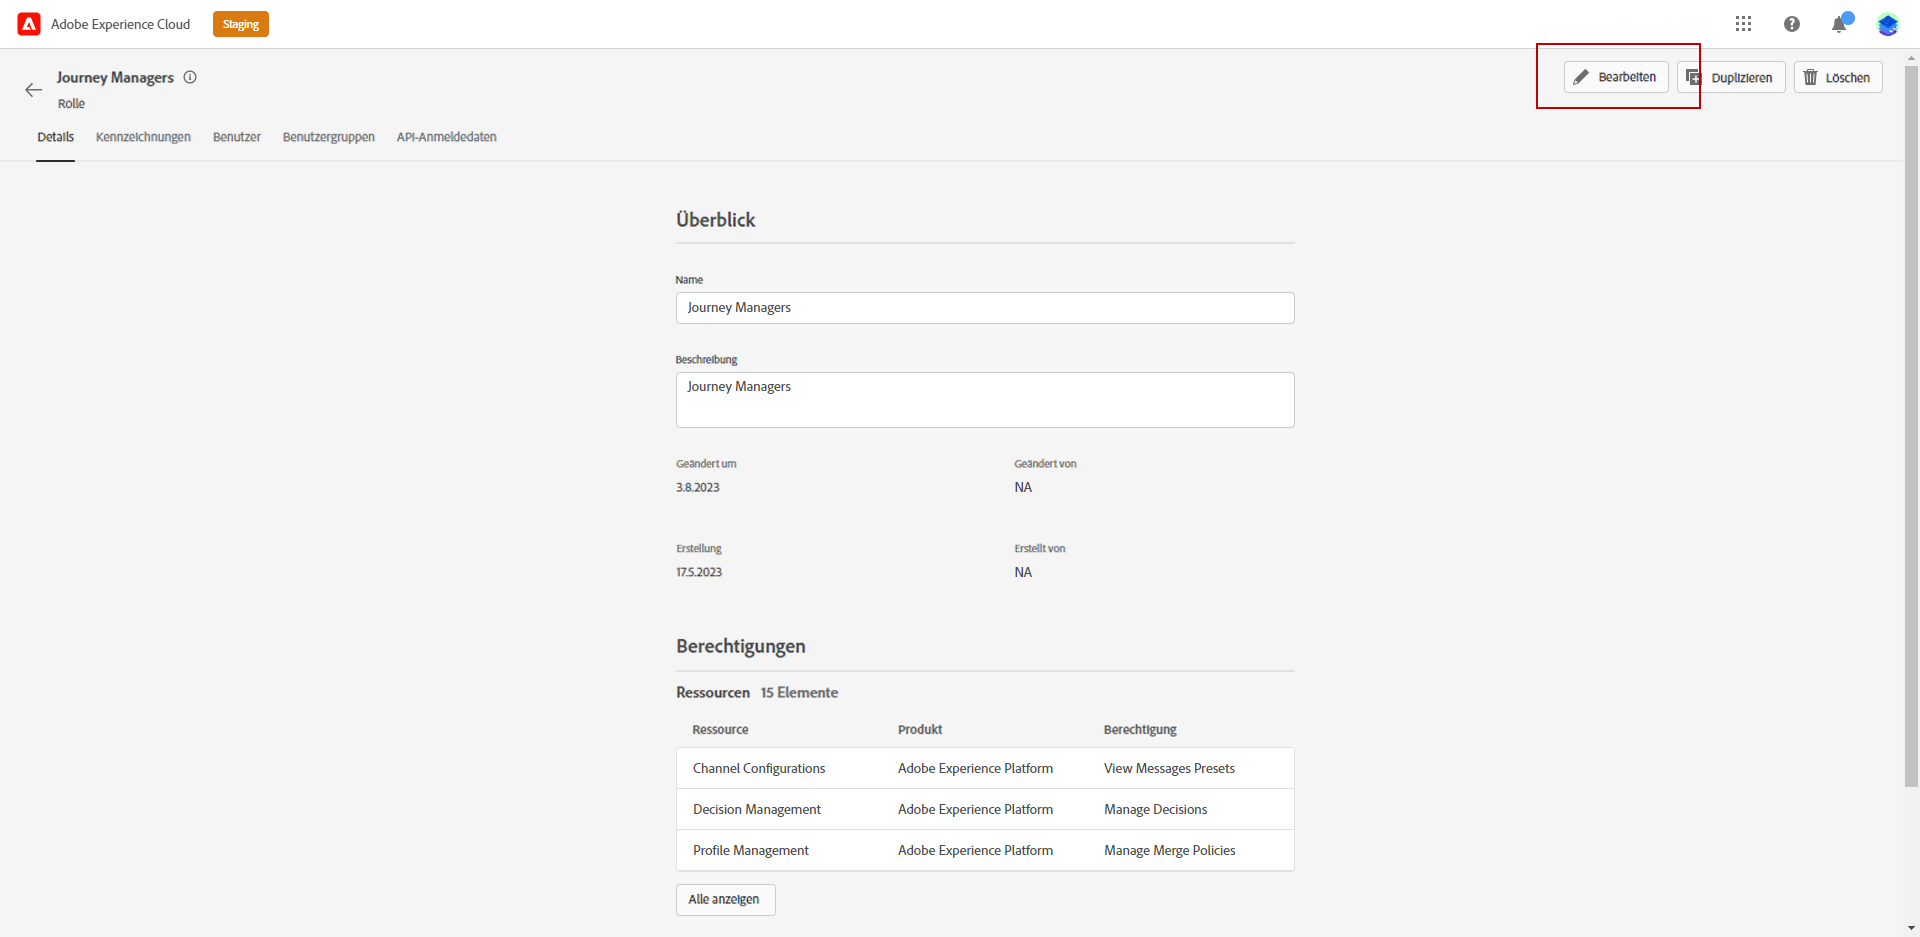 Adobe Experience Cloud Staging
Journey Managers
Rolle
Bearbeiten Duplizieren Löschen
Details Kennzeichnungen Benutzer Benutzergruppen API-Anmeldedaten
Überblick
Name
Journey Managers
Beschreibung
Journey Managers
Geändert um Geändert von
3.8.2023 NA
Erstellung Erstellt von
17.5.2023 NA
Berechtigungen
Ressourcen 15 Elemente
Ressource Produkt Berechtigung
Channel Configurations Adobe Experience Platform View Messages Presets
Decision Management Adobe Experience Platform Manage Decisions
Profile Management Adobe Experience Platform Manage Merge Policies
Alle anzeigen